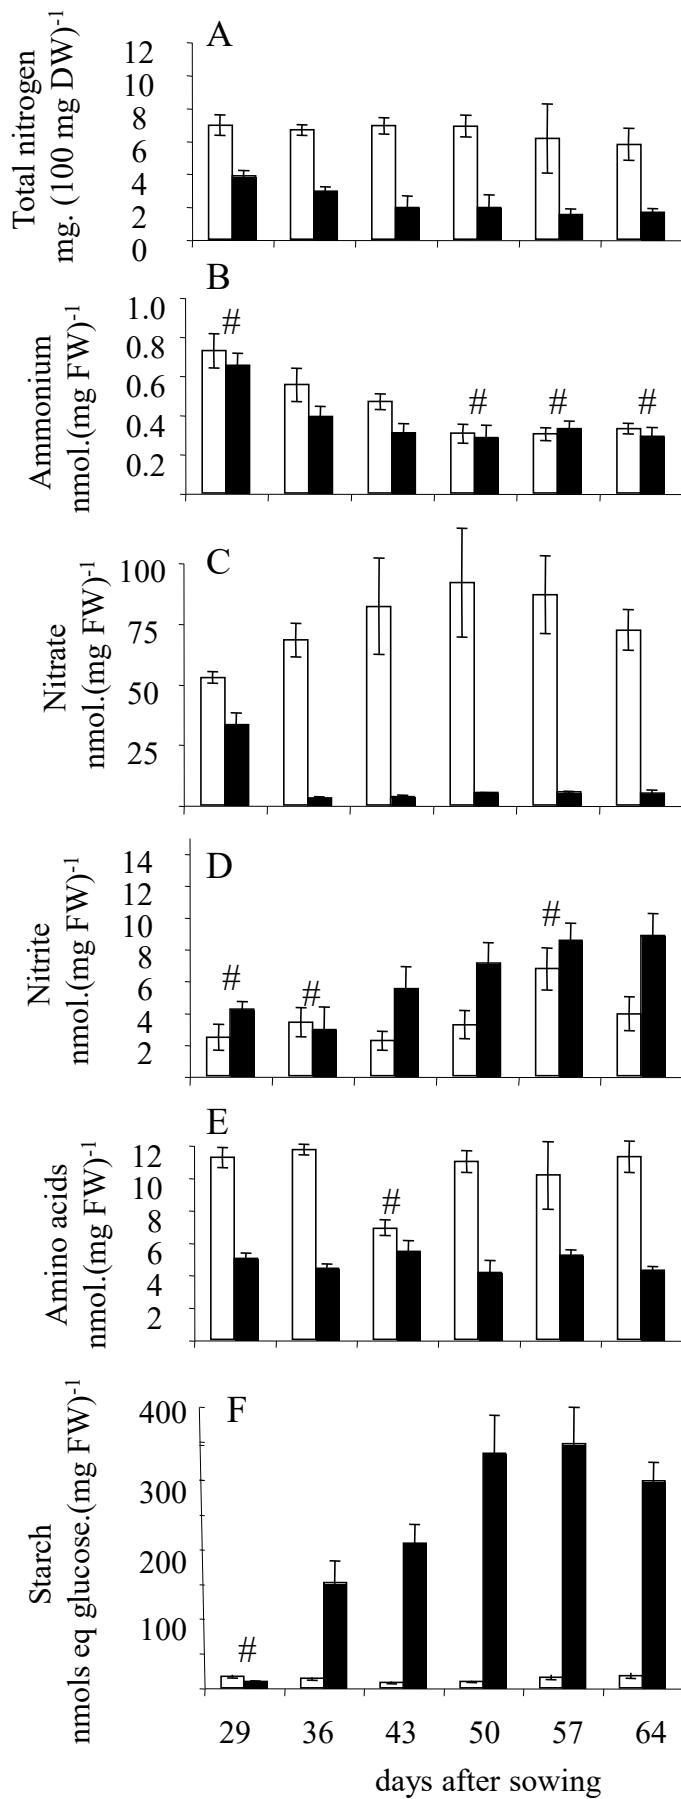 A
Total nitrogen
mg. (100 mg DW)-1
12
10
8
6
4
2
0
B
Ammonium
nmol.(mg FW)-1
1.0
0.8
0.6
0.4
0.2
#
#
#
#
C
Nitrate
nmol.(mg FW)-1
100
75
50
25
D
Nitrite
nmol.(mg FW)-1
14
12
10
8
6
4
2
#
#
#
E
Amino acids
nmol.(mg FW)-1
12
10
8
6
4
2
#
F
Starch
nmols eq glucose.(mg FW)-1
400
300
200
100
#
29 36 43 50 57 64
days after sowing